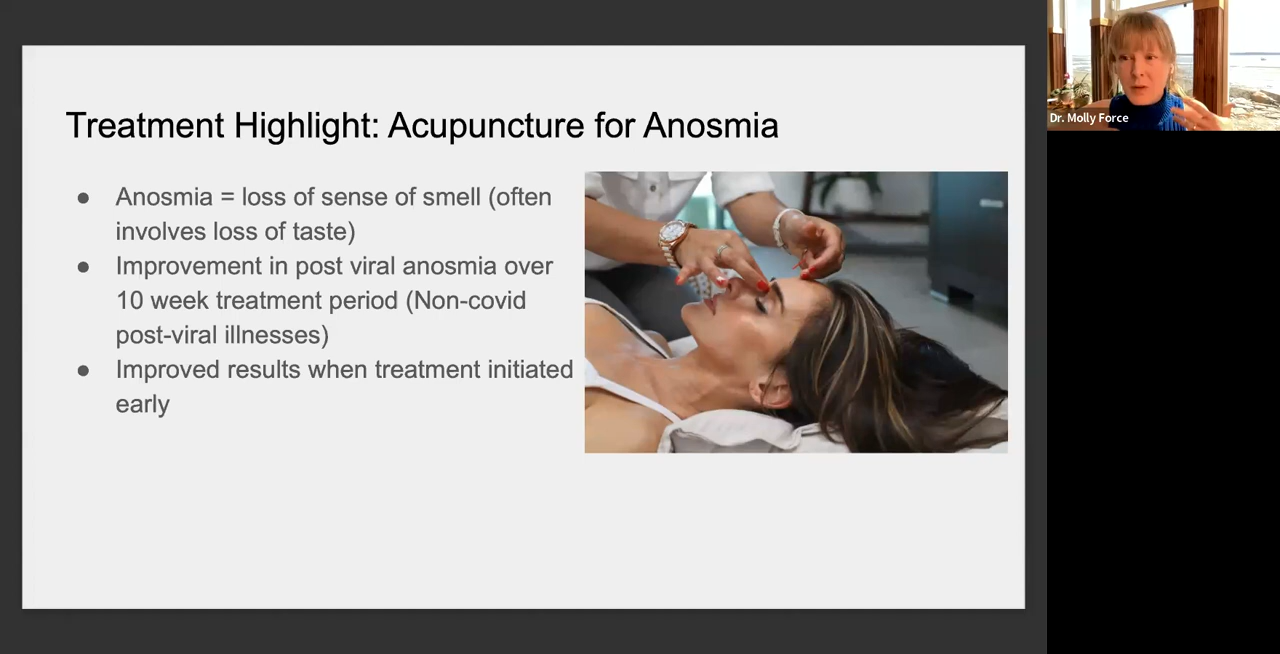 Treatment Highlight: Acupuncture for Anosmia
● Anosmia = loss of sense of smell (often
involves loss of taste)
● Improvement in post viral anosmia over
10 week treatment period (Non-covid
post-viral illnesses)
● Improved results when treatment initiated
early
Dr. Molly Force